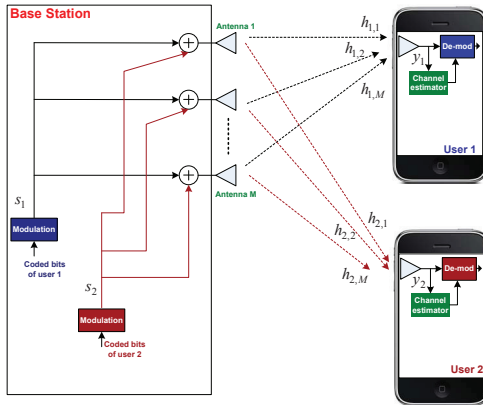 Base Station
Antenna 1
h1,1
h1,2
h1,M
y1
De-mod
Channel
estimator
User 1
Antenna 2
Antenna M
s1
Modulation
Coded bits
of user 1
s2
Modulation
Coded bits
of user 2
h2,1
h2,2
h2,M
y2
De-mod
Channel
estimator
User 2